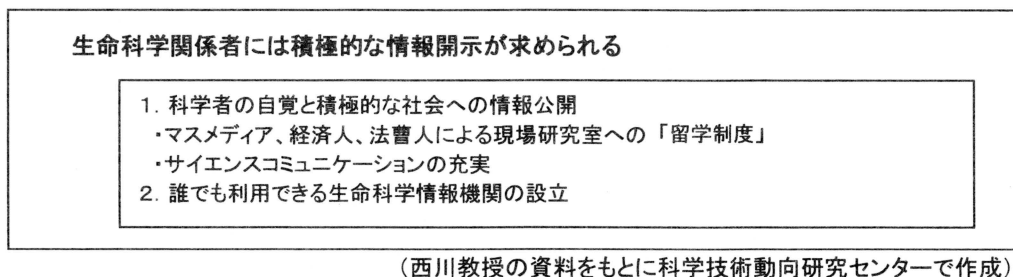 生命科学関係者には積極的な情報開示が求められる
1. 科学者の自覚と積極的な社会への情報公開
・マスメディア、経済人、法曹人による現場研究室への「留学制度」
・サイエンスコミュニケーションの充実
2. 誰でも利用できる生命科学情報機関の設立
(西川教授の資料をもとに科学技術動向研究センターで作成)